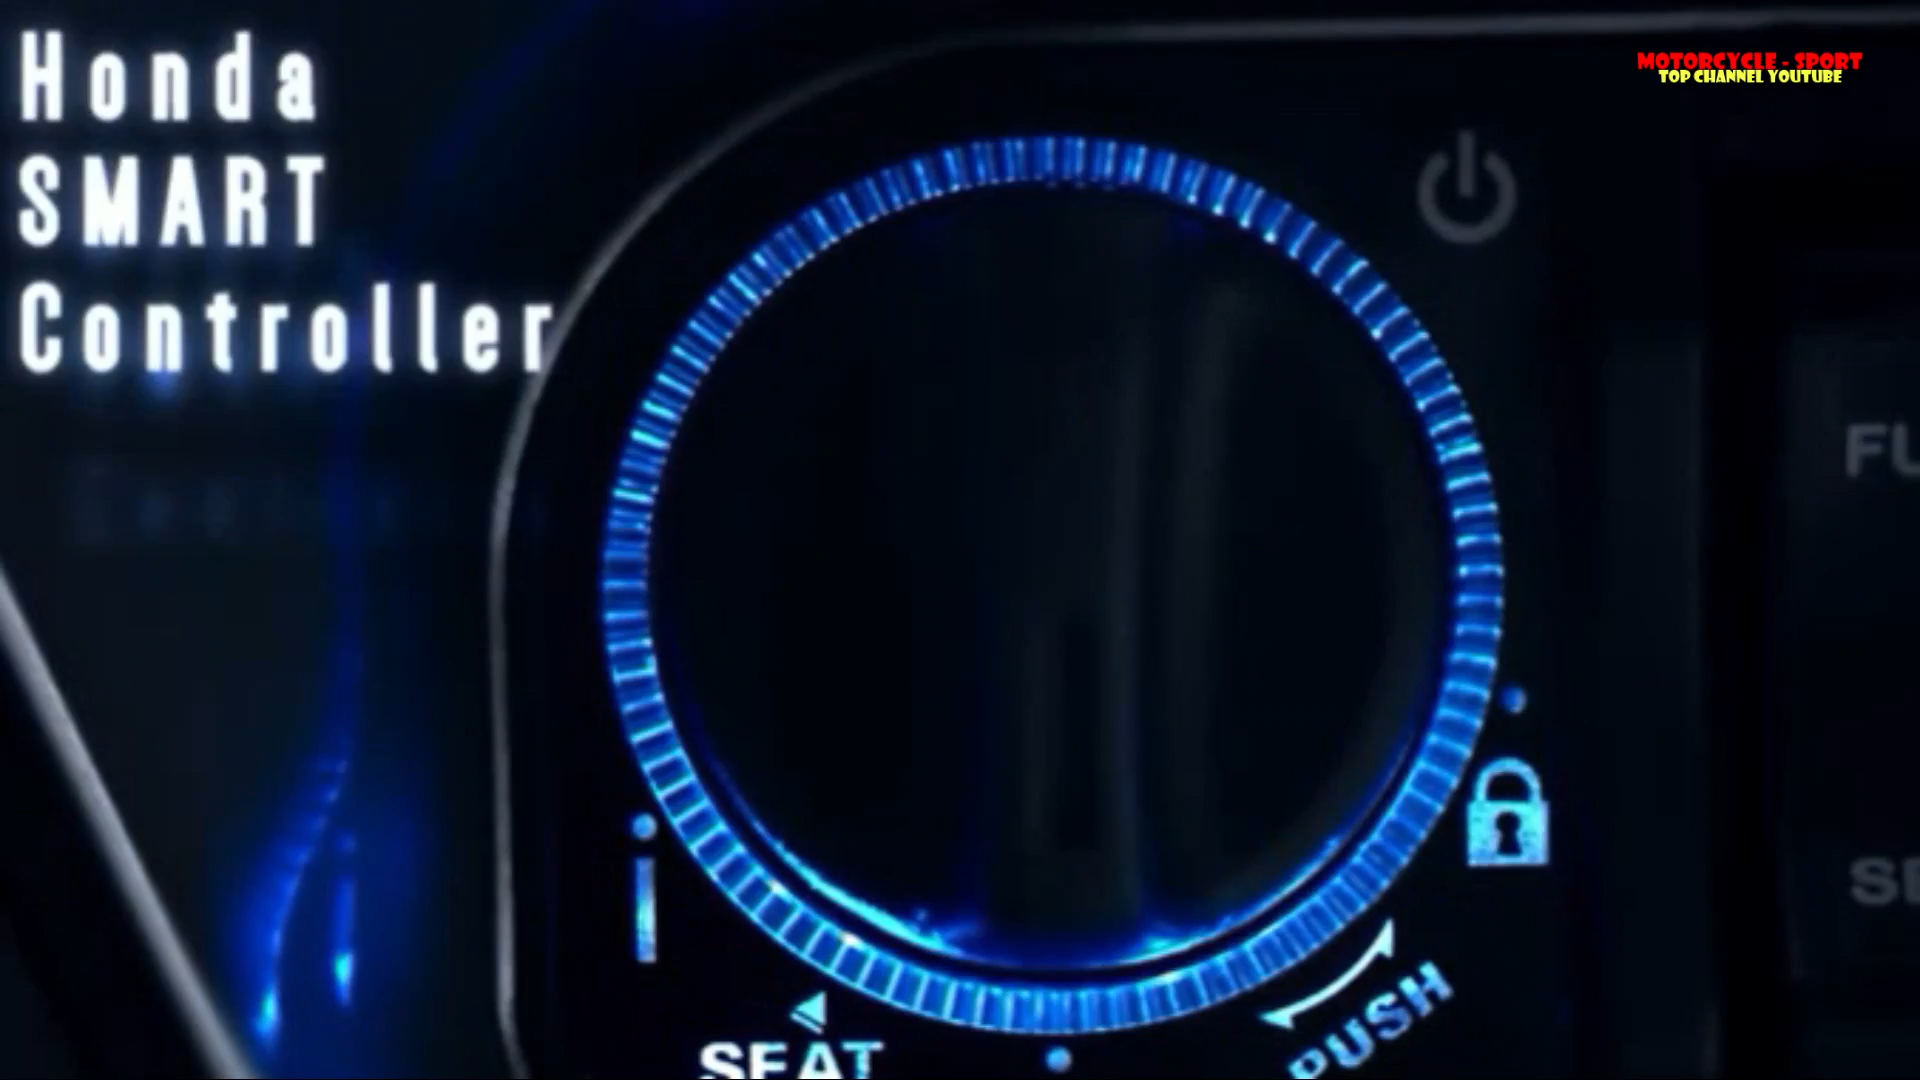 Honda
SMART
Controller
MOTORCYCLE - SPORT
TOP CHANNEL YOUTUBE
SEAT
PUSH